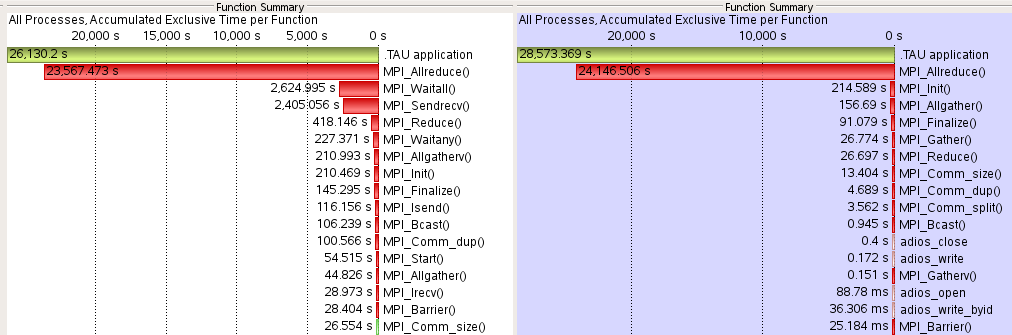 Function Summary
All Processes, Accumulated Exclusive Time per Function
20,000 s 15,000 s 10,000 s 5,000 s 0 s
26,130.2 s .TAU application
23,567.473 s MPI_Allreduce()
2,624.995 s MPI_Waitall()
2,405.056 s MPI_Sendrecv()
418.146 s MPI_Reduce()
227.371 s MPI_Waitany()
210.993 s MPI_Allgatherv()
210.469 s MPI_Init()
145.295 s MPI_Finalize()
116.156 s MPI_Isend()
106.239 s MPI_Bcast()
100.566 s MPI_Comm_dup()
54.515 s MPI_Start()
44.826 s MPI_Allgather()
28.973 s MPI_Irecv()
28.404 s MPI_Barrier()
26.554 s MPI_Comm_size()
Function Summary
All Processes, Accumulated Exclusive Time per Function
20,000 s 10,000 s 0 s
28,573.369 s .TAU application
24,146.506 s MPI_Allreduce()
214.589 s MPI_Init()
156.69 s MPI_Allgather()
91.079 s MPI_Finalize()
26.774 s MPI_Gather()
26.697 s MPI_Reduce()
13.404 s MPI_Comm_size()
4.689 s MPI_Comm_dup()
3.562 s MPI_Comm_split()
0.945 s MPI_Bcast()
0.4 s adios_close
0.172 s adios_write
0.151 s MPI_Gatherv()
88.78 ms adios_open
36.306 ms adios_write_byid
25.184 ms MPI_Barrier()